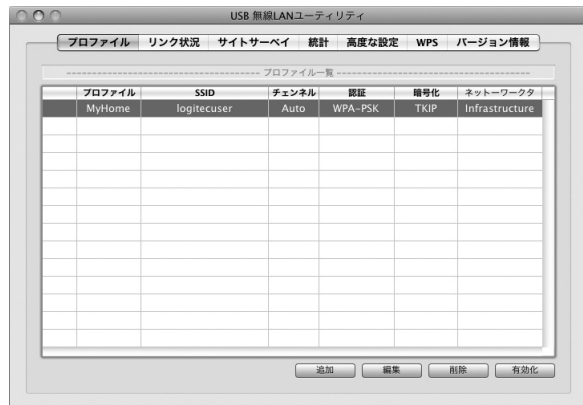 USB 無線LANユーティリティ
プロファイル リンク状況 サイトサーベイ 統計 高度な設定 WPS バージョン情報
プロファイル一覧
プロファイル SSID チェンネル 認証 暗号化 ネットーワークタ
MyHome logitecuser Auto WPA-PSK TKIP Infrastructure
追加 編集 削除 有効化